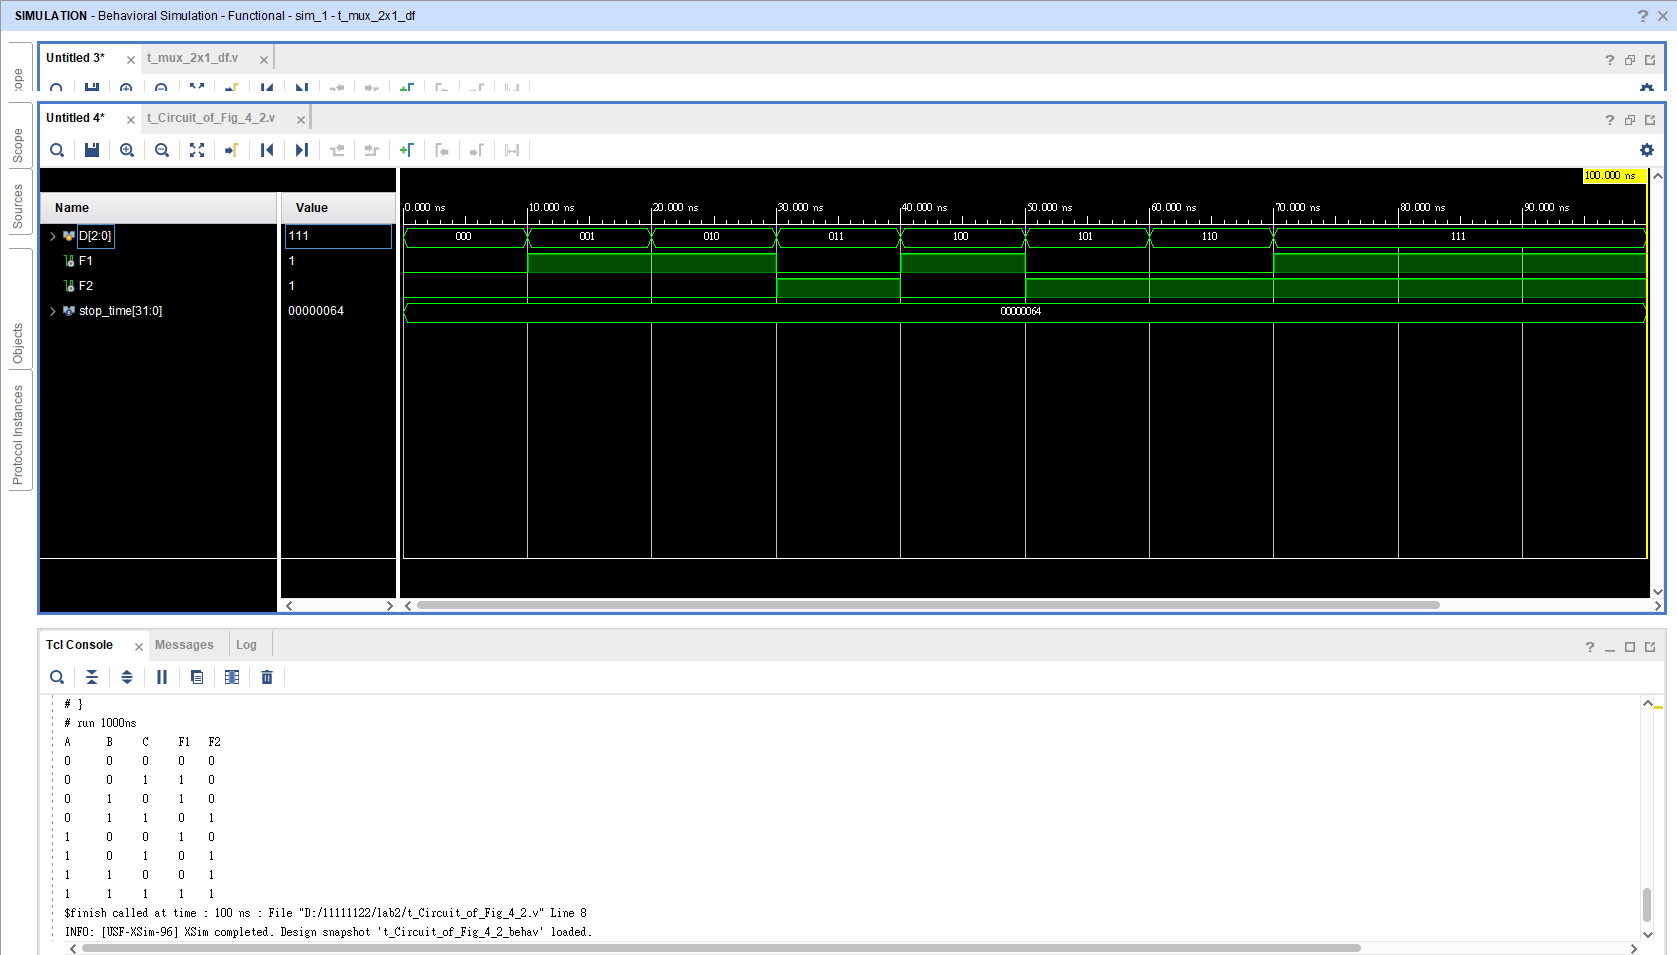 SIMULATION - Behavioral Simulation - Functional - sim_1 - t_mux_2x1_df
Untitled 3*
t_mux_2x1_df.v
ope
Untitled 4*
t_Circuit_of_Fig_4_2.v
Scope
Sources
Objects
Protocol Instances
100.000 ns
Name
Value
0.000 ns
10.000 ns
20.000 ns
30.000 ns
40.000 ns
50.000 ns
60.000 ns
70.000 ns
80.000 ns
90.000 ns
D[2:0]
111
000
001
010
011
100
101
110
111
F1
1
F2
1
stop_time[31:0]
00000064
00000064
Tcl Console
Messages
Log
# }
# run 1000ns
A B C F1 F2
0 0 0 0 0
0 0 1 1 0
0 1 0 1 0
0 1 1 0 1
1 0 0 1 0
1 0 1 0 1
1 1 0 0 1
1 1 1 1 1
$finish called at time : 100 ns : File "D:/11111122/lab2/t_Circuit_of_Fig_4_2.v" Line 8
INFO: [USF-XSim-96] XSim completed. Design snapshot 't_Circuit_of_Fig_4_2_behav' loaded.